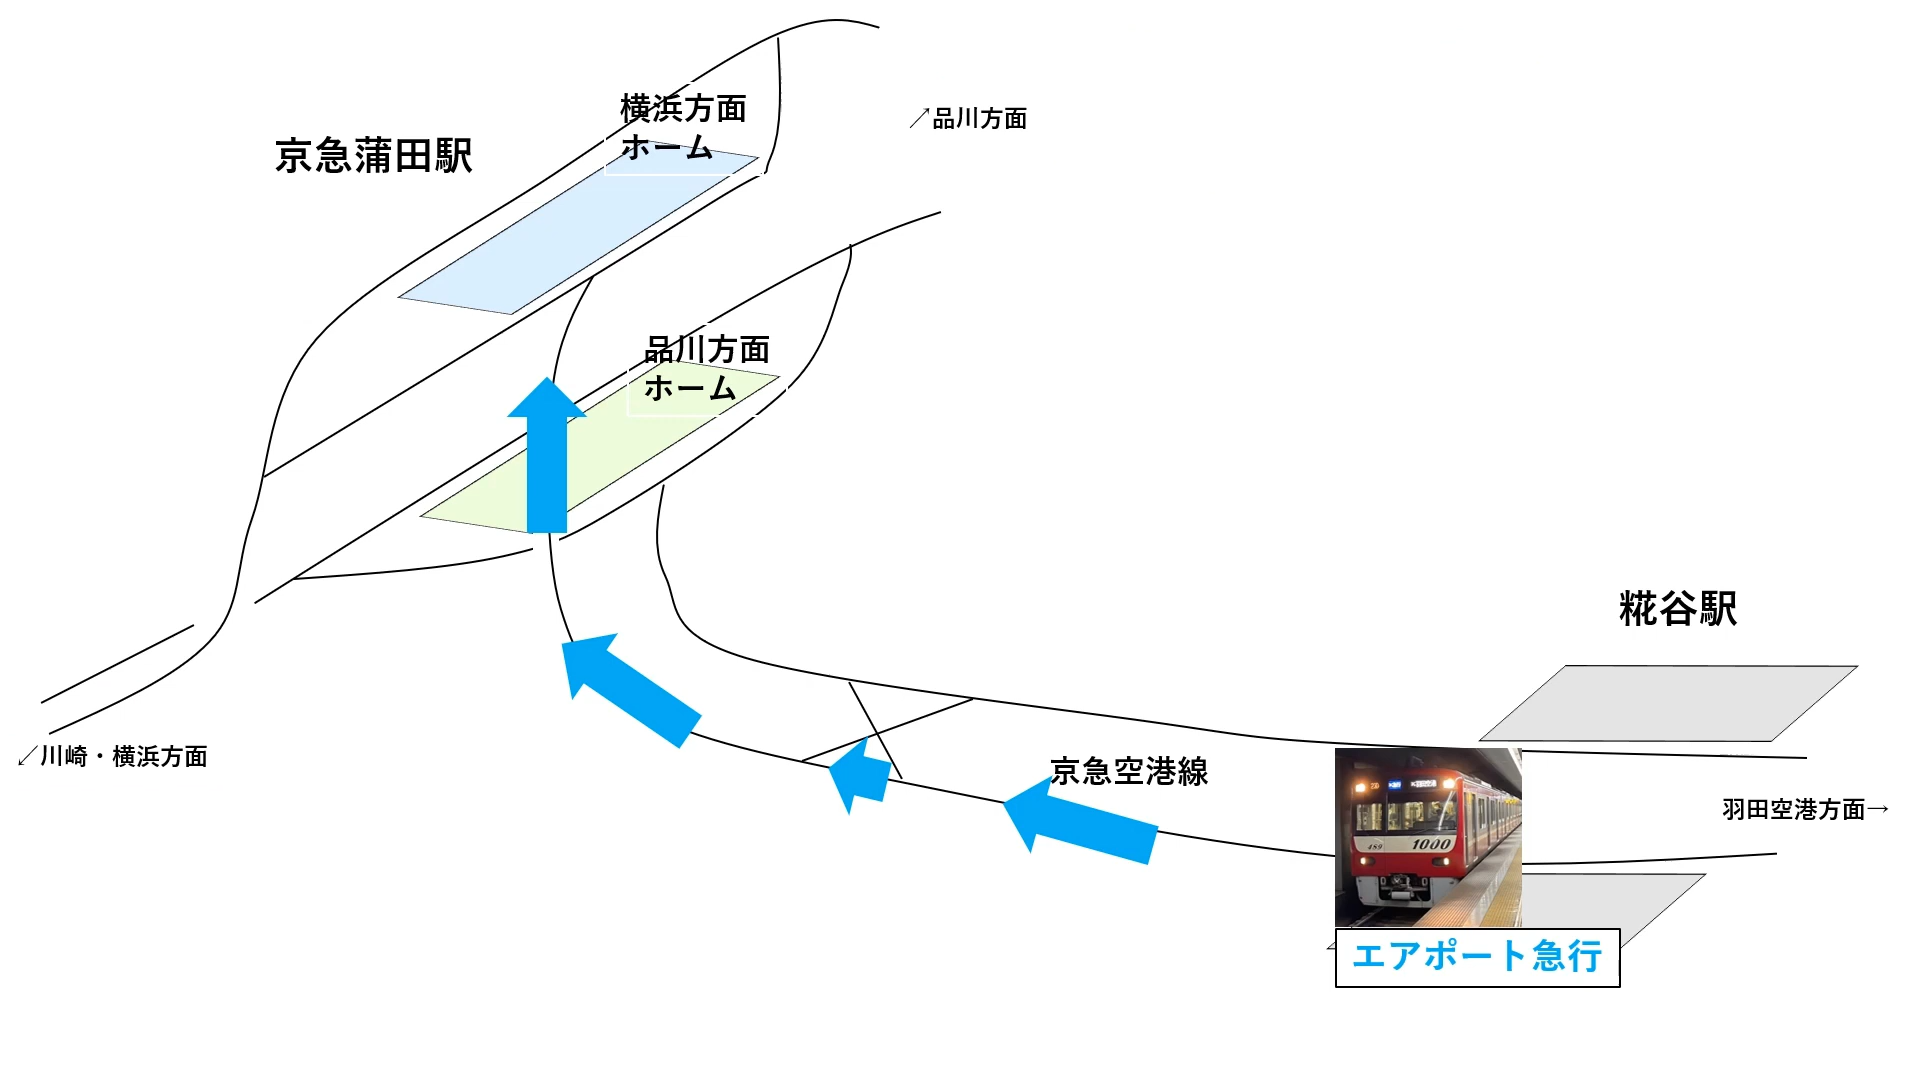 横浜方面
ホーム
↗品川方面
京急蒲田駅
品川方面
ホーム
糀谷駅
↙川崎・横浜方面
京急空港線
羽田空港方面→
489
1000
エアポート急行